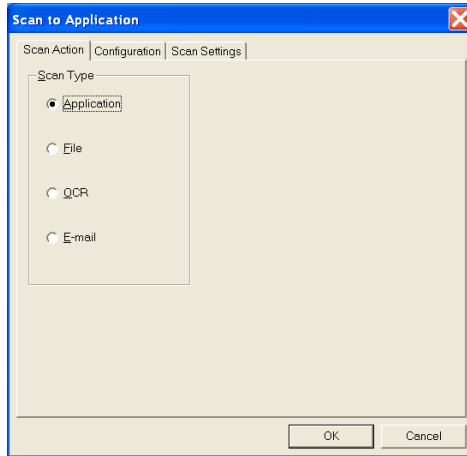 Scan to Application
Scan Action Configuration Scan Settings
Scan Type
Application
File
OCR
E-mail
OK Cancel